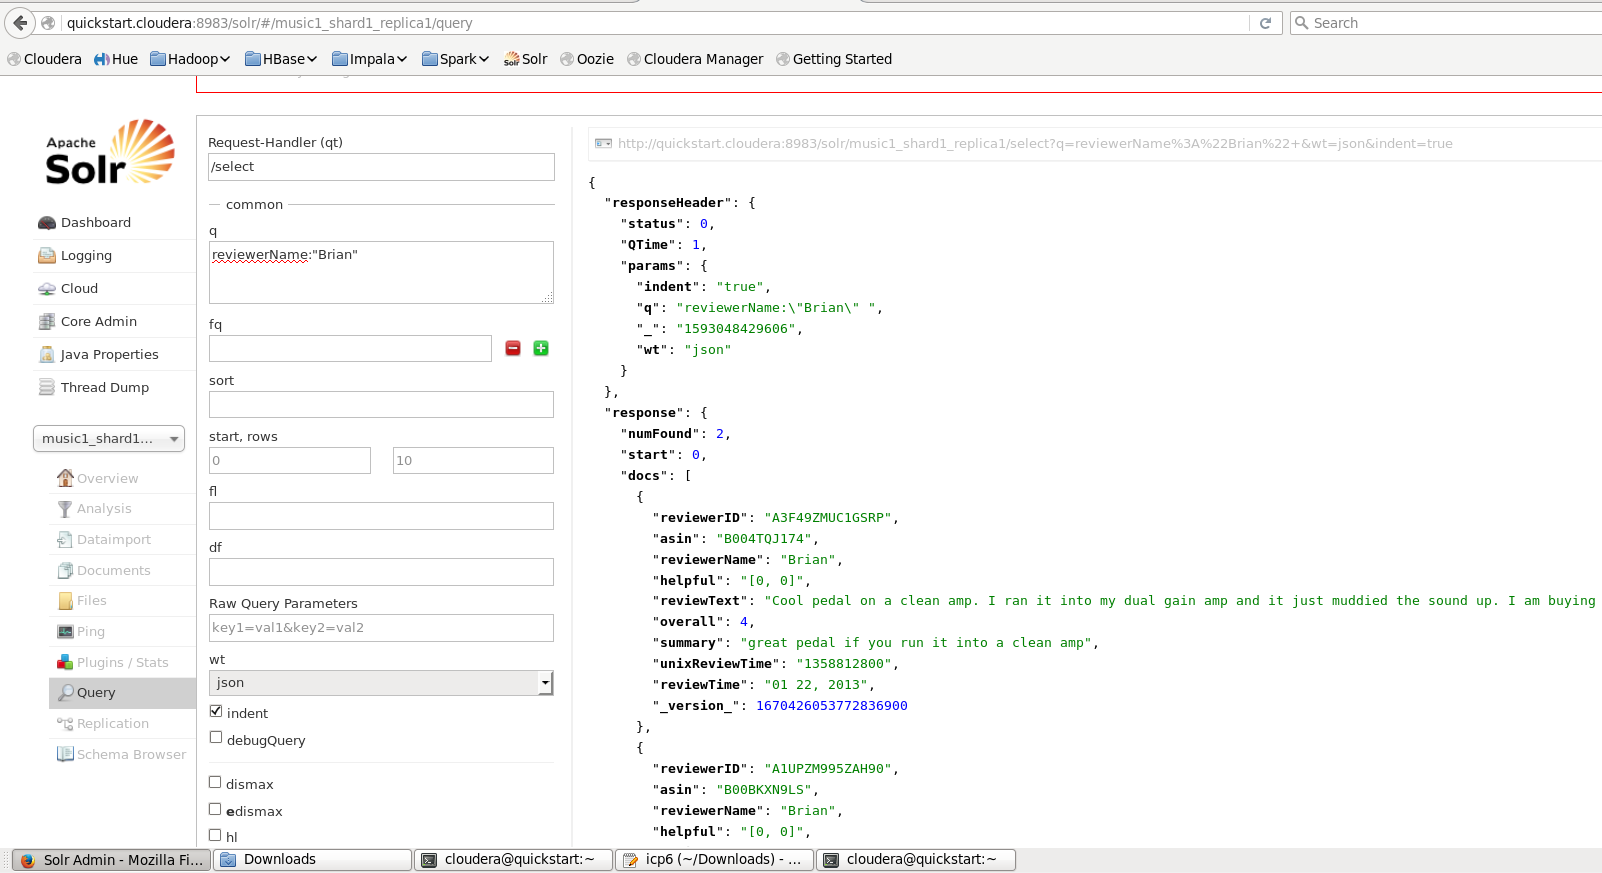 quickstart.cloudera:8983/solr/#/music1_shard1_replica1/query
Search
Cloudera Hue Hadoop HBase Impala Spark Solr Oozie Cloudera Manager Getting Started
Apache
Solr
Dashboard
Logging
Cloud
Core Admin
Java Properties
Thread Dump
music1_shard1...
Overview
Analysis
Dataimport
Documents
Files
Ping
Plugins / Stats
Query
Replication
Schema Browser
Request-Handler (qt)
/select
common
q
reviewerName:"Brian"
fq
sort
start, rows
0 10
fl
df
Raw Query Parameters
key1=val1&key2=val2
wt
json
indent
debugQuery
dismax
edismax
hl
http://quickstart.cloudera:8983/solr/music1_shard1_replica1/select?q=reviewerName%3A%22Brian%22+&wt=json&indent=true
{
"responseHeader": {
"status": 0,
"QTime": 1,
"params": {
"indent": "true",
"q": "reviewerName:\"Brian\" ",
"_": "1593048429606",
"wt": "json"
}
},
"response": {
"numFound": 2,
"start": 0,
"docs": [
{
"reviewerID": "A3F49ZMUC1GSRP",
"asin": "B004TQJ174",
"reviewerName": "Brian",
"helpful": "[0, 0]",
"reviewText": "Cool pedal on a clean amp. I ran it into my dual gain amp and it just muddied the sound up. I am buying
"overall": 4,
"summary": "great pedal if you run it into a clean amp",
"unixReviewTime": "1358812800",
"reviewTime": "01 22, 2013",
"_version_": 1670426053772836900
},
{
"reviewerID": "A1UPZM995ZAH90",
"asin": "B00BKXN9LS",
"reviewerName": "Brian",
"helpful": "[0, 0]",
Solr Admin - Mozilla Fi... Downloads cloudera@quickstart:~ icp6 (~/Downloads) - ... cloudera@quickstart:~